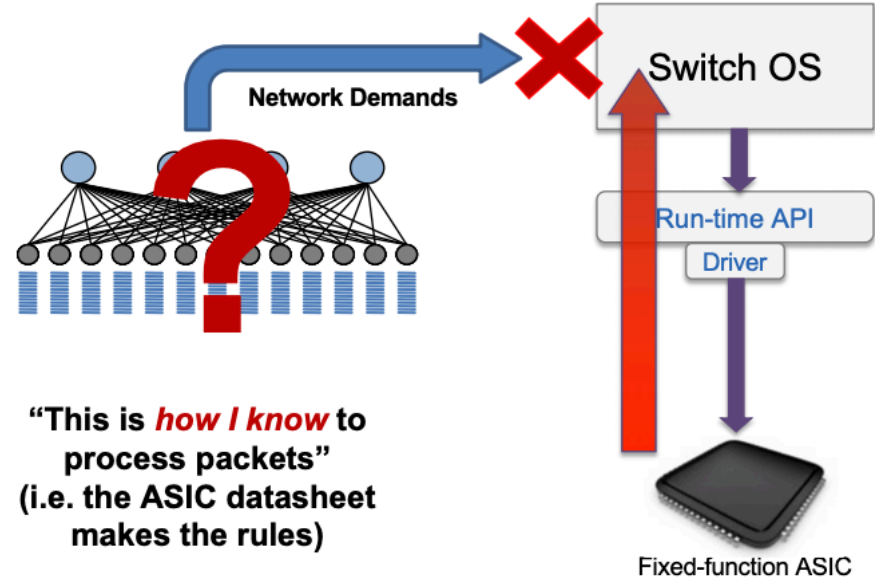 Switch OS
Network Demands
Run-time API
Driver
?
“This is how I know to
process packets”
(i.e. the ASIC datasheet
makes the rules)
Fixed-function ASIC